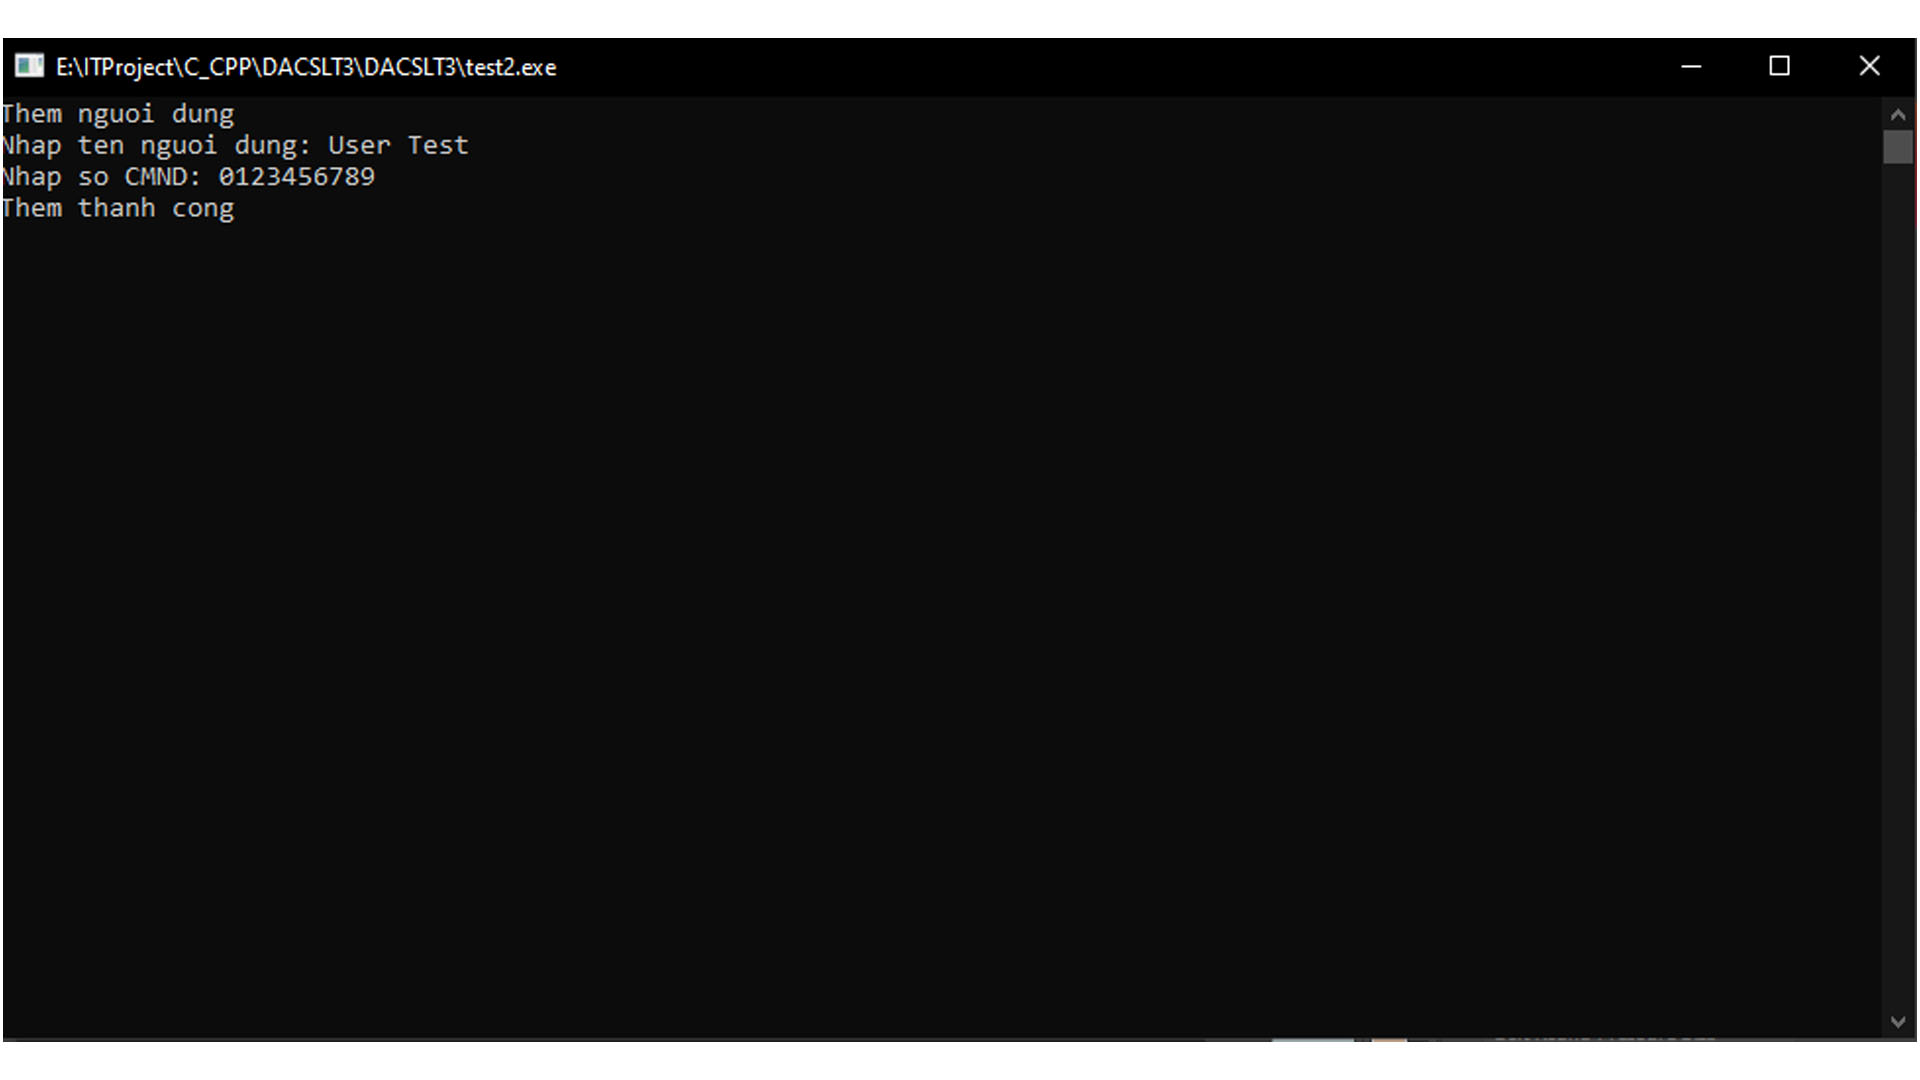 E:\ITProject\C_CPP\DACSLT3\DACSLT3\test2.exe
Them nguoi dung
Nhap ten nguoi dung: User Test
Nhap so CMND: 0123456789
Them thanh cong